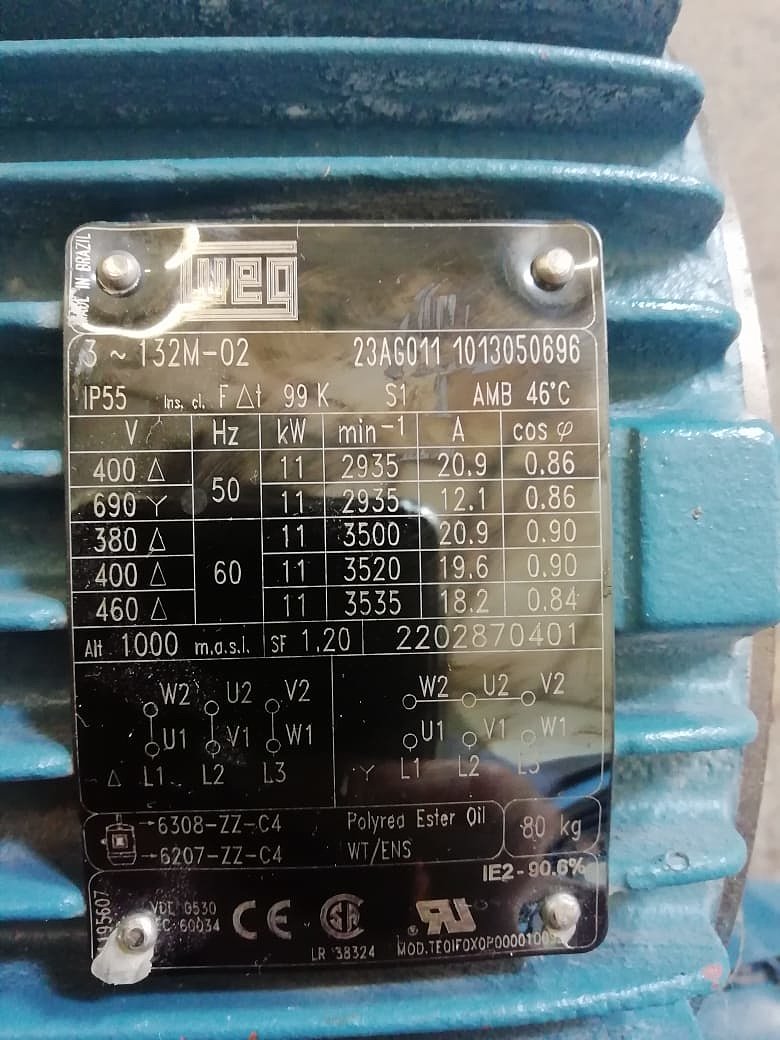 MADE IN BRAZIL
weg
3 ~ 132M-02 23AG011 1013050696
IP55 Ins. cl. F Δt 99 K S1 AMB 46°C
V Hz kW min-1 A cos φ
400 Δ 50 11 2935 20.9 0.86
690 Y 11 2935 12.1 0.86
380 Δ 60 11 3500 20.9 0.90
400 Δ 11 3520 19.6 0.90
460 Δ 11 3535 18.2 0.84
Alt 1000 m.a.s.l. SF 1.20 2202870401
W2 U2 V2 W2 U2 V2
U1 V1 W1 U1 V1 W1
Δ L1 L2 L3 Y L1 L2 L3
6308-ZZ-C4 Polyred Ester Oil 80 kg
6207-ZZ-C4 WT/ENS
IE2-90.6%
VDE 0530
IEC 60034
CE
LR 38324